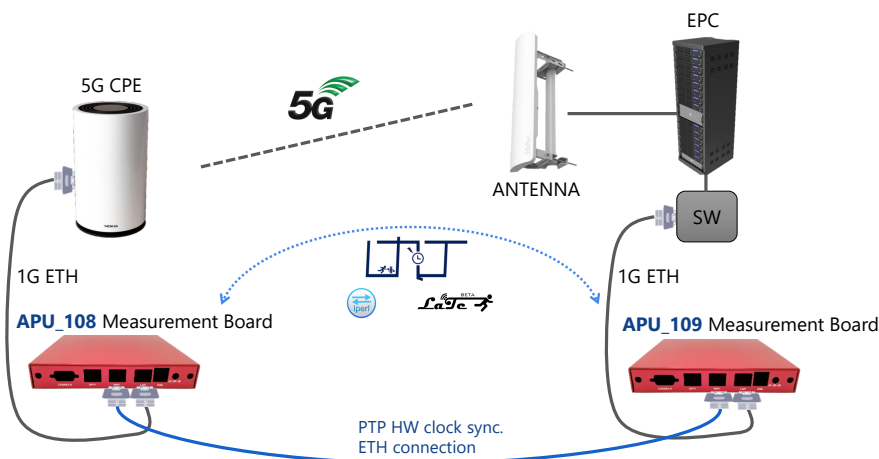 EPC
5G CPE
5G
ANTENNA
NOKIA
SW
1G ETH
1G ETH
iperf
BETA
LaTe
APU_108 Measurement Board
APU_109 Measurement Board
PTP HW clock sync.
ETH connection